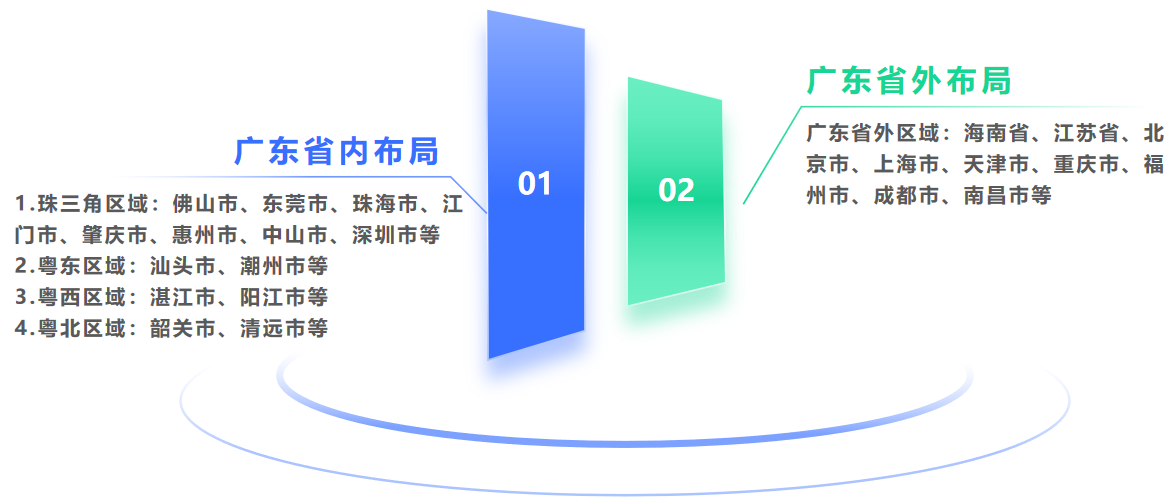 广东省内布局
1.珠三角区域：佛山市、东莞市、珠海市、江
门市、肇庆市、惠州市、中山市、深圳市等
2.粤东区域：汕头市、潮州市等
3.粤西区域：湛江市、阳江市等
4.粤北区域：韶关市、清远市等
01
02
广东省外布局
广东省外区域：海南省、江苏省、北
京市、上海市、天津市、重庆市、福
州市、成都市、南昌市等